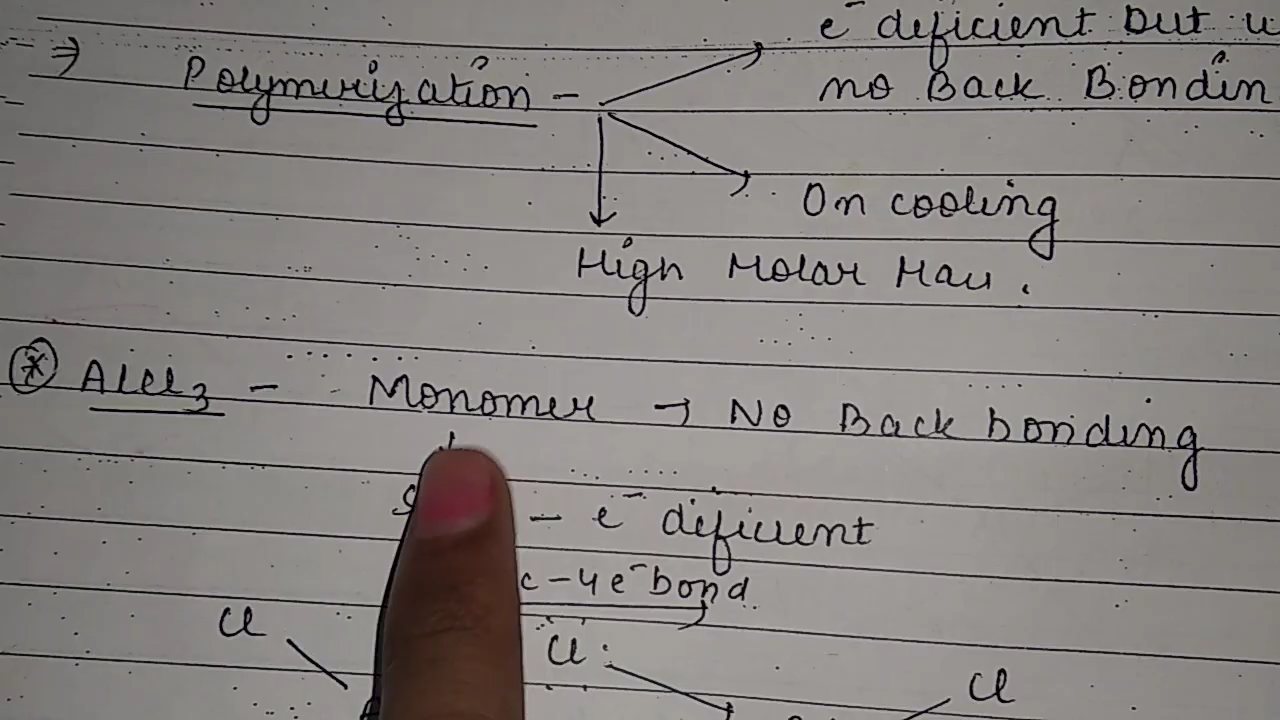 e⁻ deficient but
⇒ Polymerization - no Back Bondin
On cooling
High Molar Mass.
* AlCl3 - Monomer → No Back bonding
- e⁻ deficient
c-4e⁻ bond
Cl Cl Cl